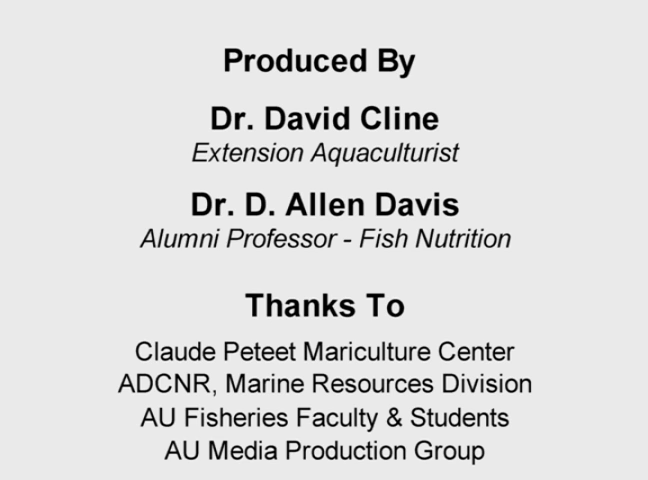 Produced By
Dr. David Cline
Extension Aquaculturist
Dr. D. Allen Davis
Alumni Professor - Fish Nutrition
Thanks To
Claude Peteet Mariculture Center
ADCNR, Marine Resources Division
AU Fisheries Faculty & Students
AU Media Production Group